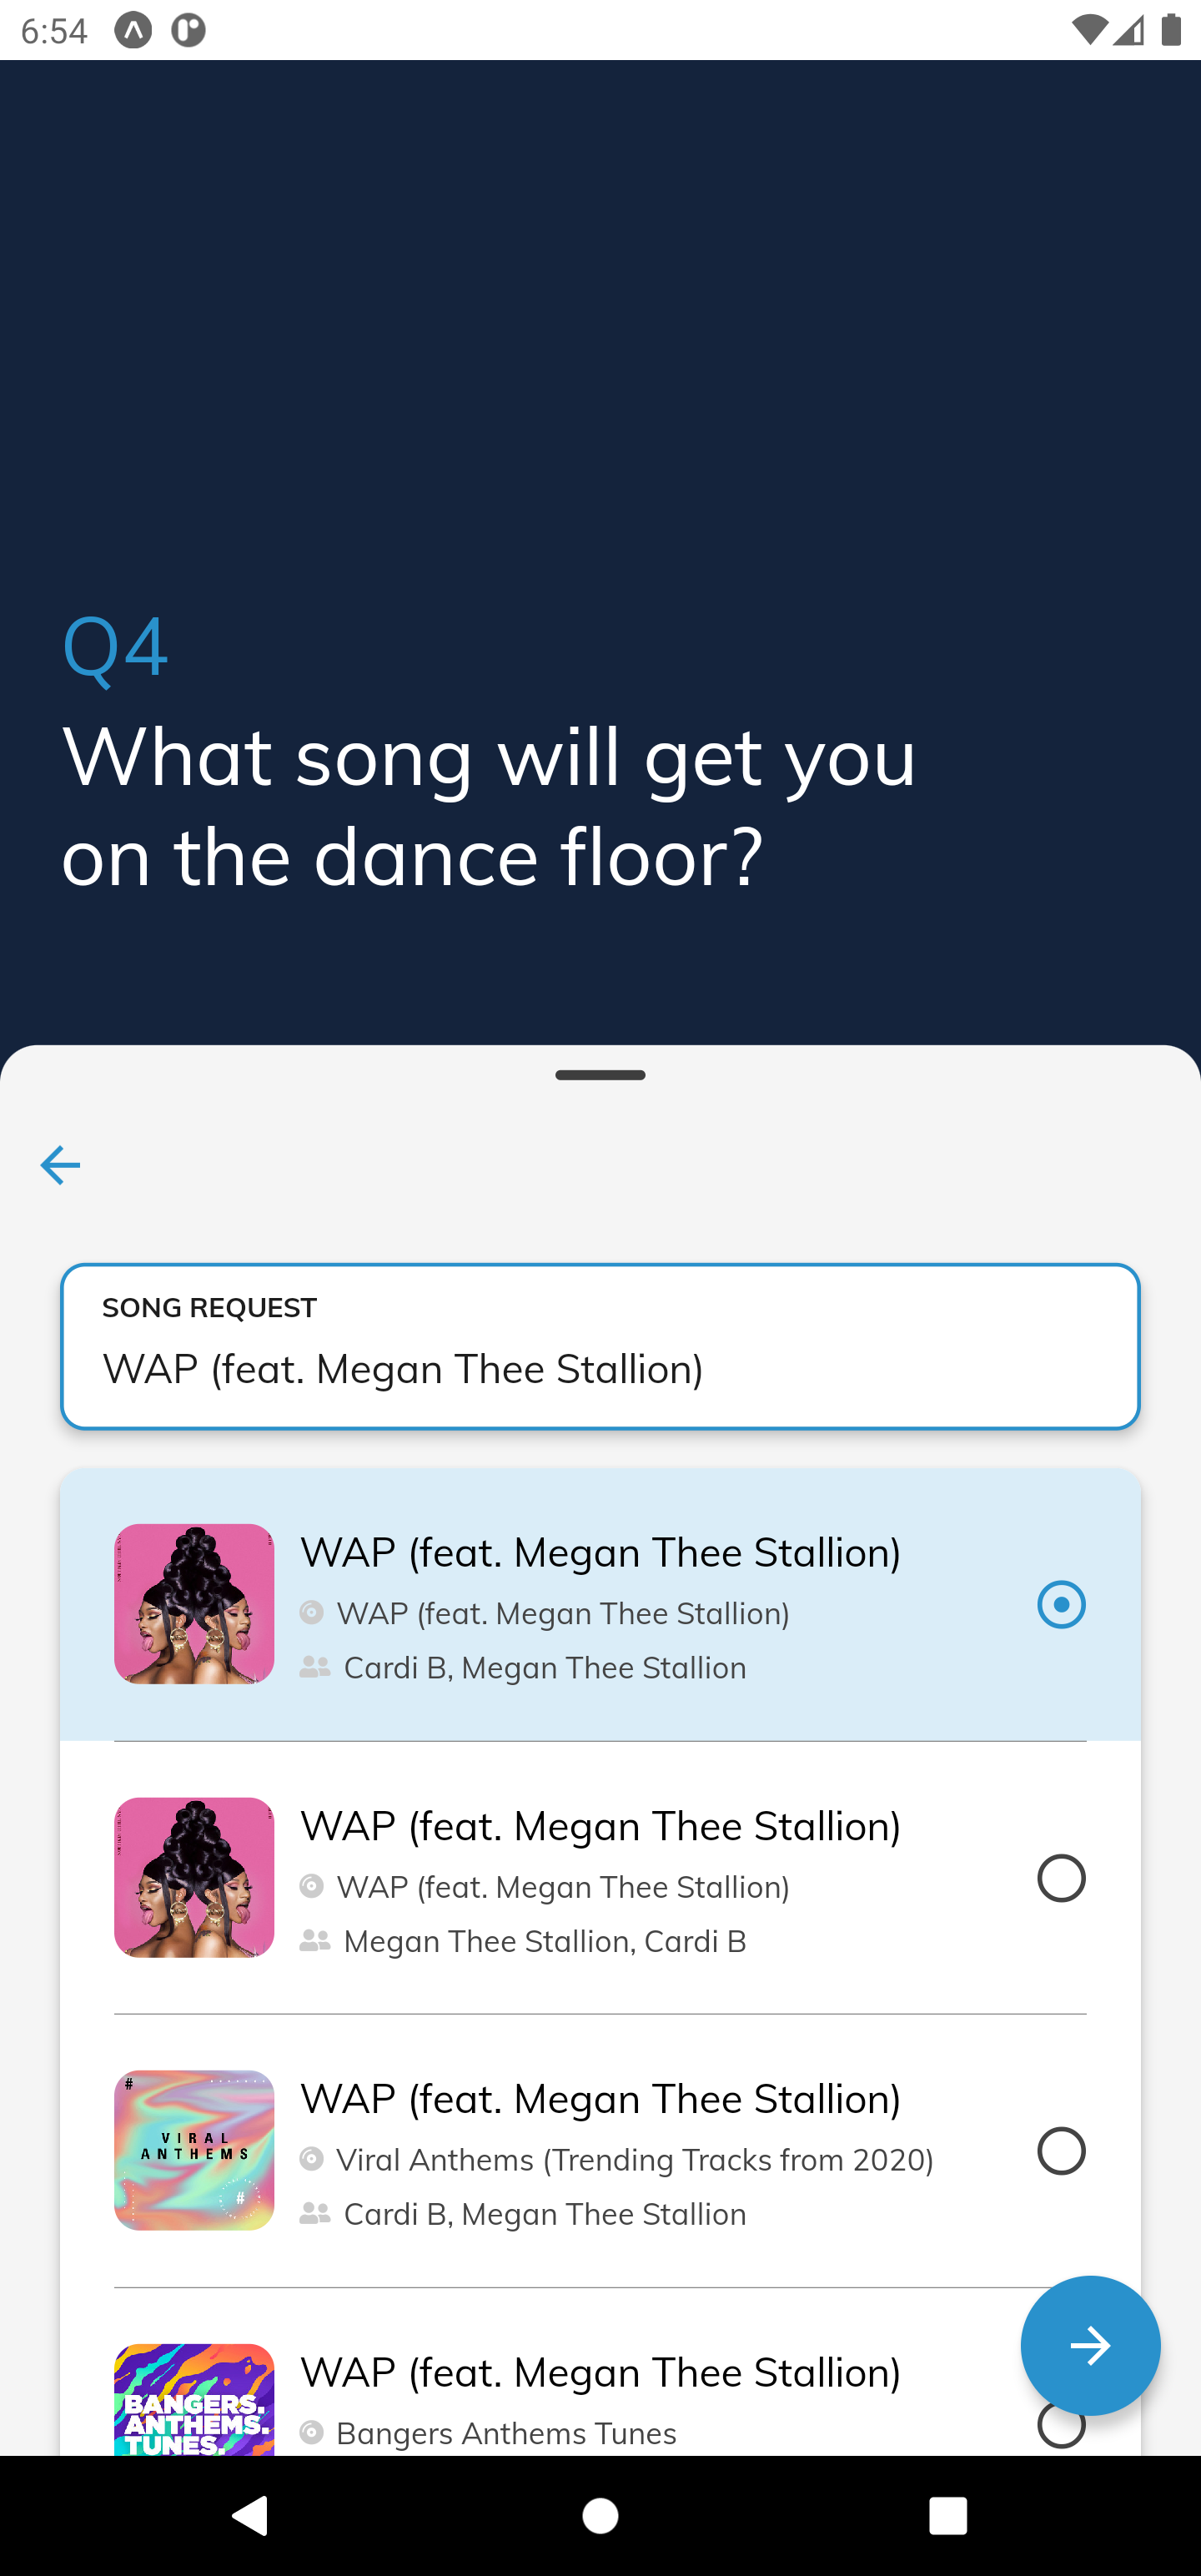 6:54
Q4
What song will get you
on the dance floor?
SONG REQUEST
WAP (feat. Megan Thee Stallion)
WAP (feat. Megan Thee Stallion)
WAP (feat. Megan Thee Stallion)
Cardi B, Megan Thee Stallion
WAP (feat. Megan Thee Stallion)
WAP (feat. Megan Thee Stallion)
Megan Thee Stallion, Cardi B
#
VIRAL
ANTHEMS
#
WAP (feat. Megan Thee Stallion)
Viral Anthems (Trending Tracks from 2020)
Cardi B, Megan Thee Stallion
BANGERS.
ANTHEMS.
TUNES.
WAP (feat. Megan Thee Stallion)
Bangers Anthems Tunes